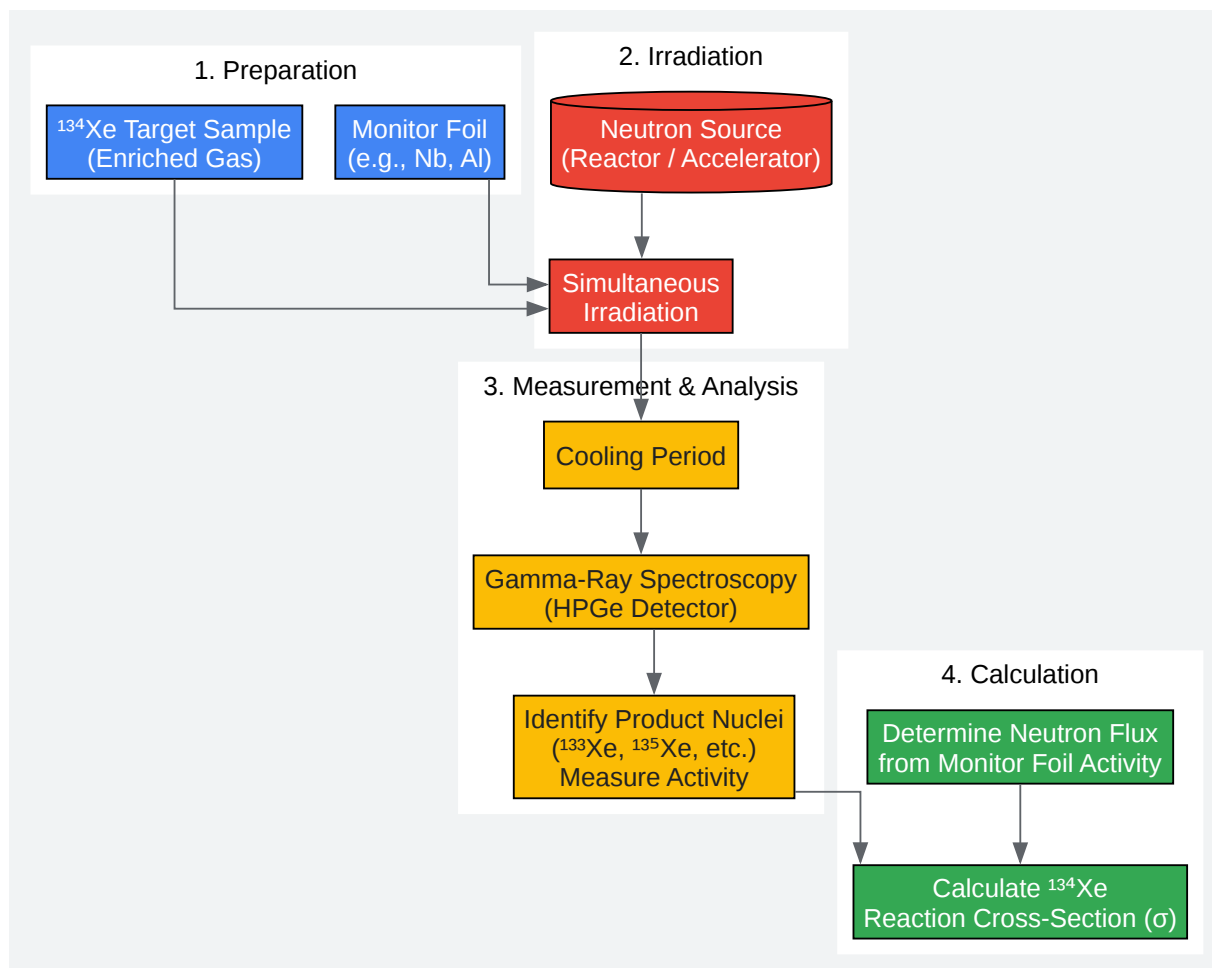 1. Preparation
¹³⁴Xe Target Sample
(Enriched Gas)
Monitor Foil
(e.g., Nb, Al)
2. Irradiation
Neutron Source
(Reactor / Accelerator)
Simultaneous
Irradiation
3. Measurement & Analysis
Cooling Period
Gamma-Ray Spectroscopy
(HPGe Detector)
Identify Product Nuclei
(¹³³Xe, ¹³⁵Xe, etc.)
Measure Activity
4. Calculation
Determine Neutron Flux
from Monitor Foil Activity
Calculate ¹³⁴Xe
Reaction Cross-Section (σ)